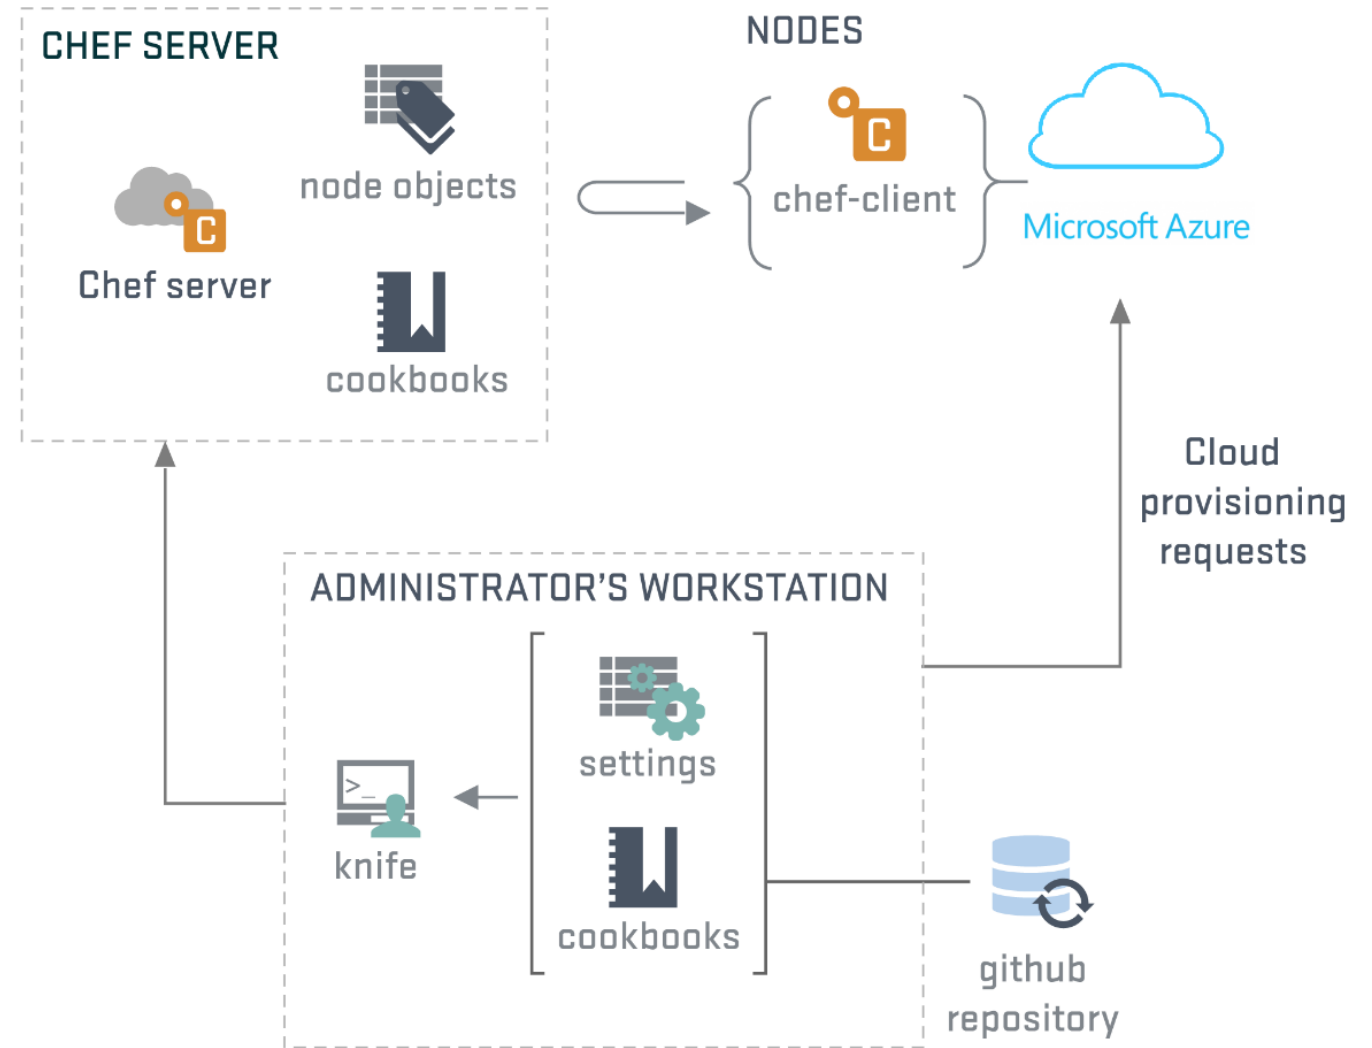 CHEF SERVER
node objects
C
Chef server
cookbooks
NODES
C
chef-client
Microsoft Azure
Cloud
provisioning
requests
ADMINISTRATOR'S WORKSTATION
settings
>_
knife
cookbooks
github
repository